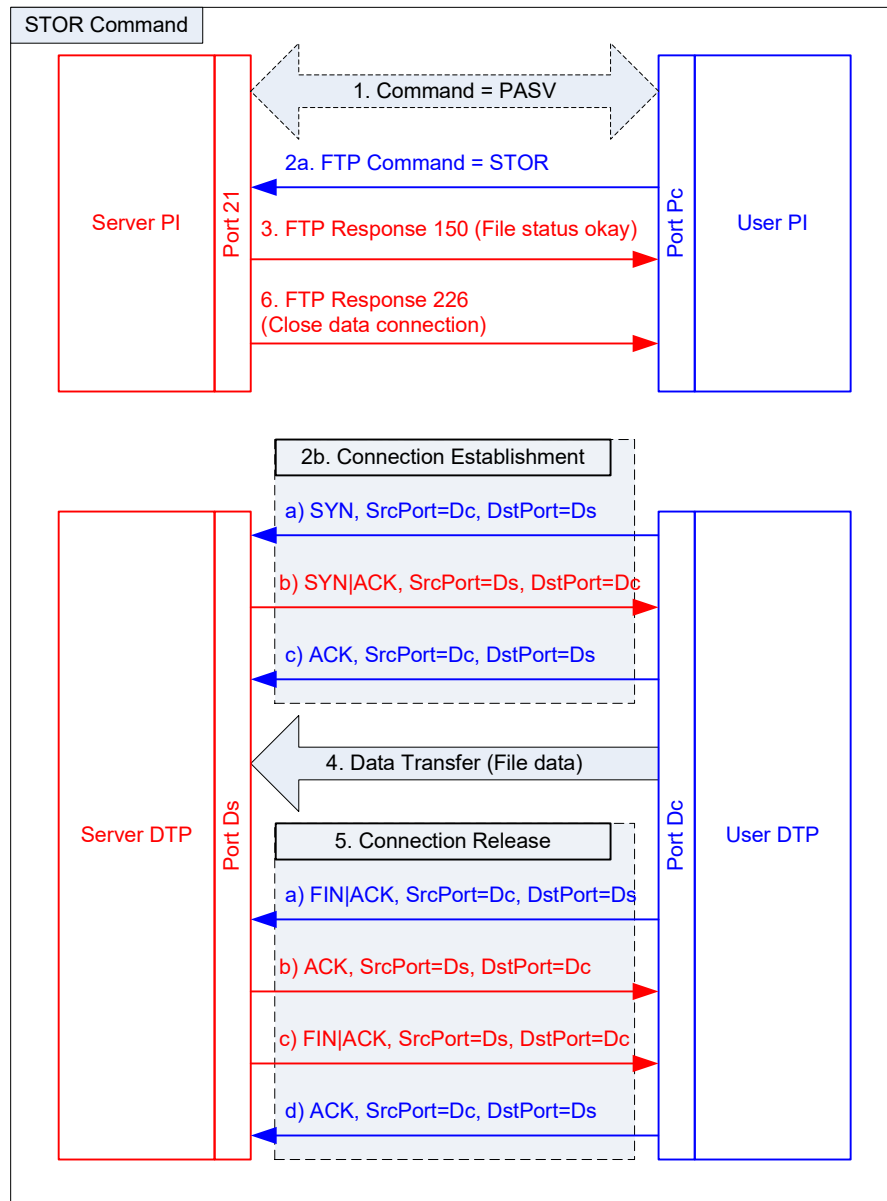 STOR Command
1. Command = PASV
2a. FTP Command = STOR
Server PI
Port 21
3. FTP Response 150 (File status okay)
Port Pc
User PI
6. FTP Response 226
(Close data connection)
2b. Connection Establishment
a) SYN, SrcPort=Dc, DstPort=Ds
b) SYN|ACK, SrcPort=Ds, DstPort=Dc
c) ACK, SrcPort=Dc, DstPort=Ds
4. Data Transfer (File data)
Server DTP
Port Ds
Port Dc
User DTP
5. Connection Release
a) FIN|ACK, SrcPort=Dc, DstPort=Ds
b) ACK, SrcPort=Ds, DstPort=Dc
c) FIN|ACK, SrcPort=Ds, DstPort=Dc
d) ACK, SrcPort=Dc, DstPort=Ds